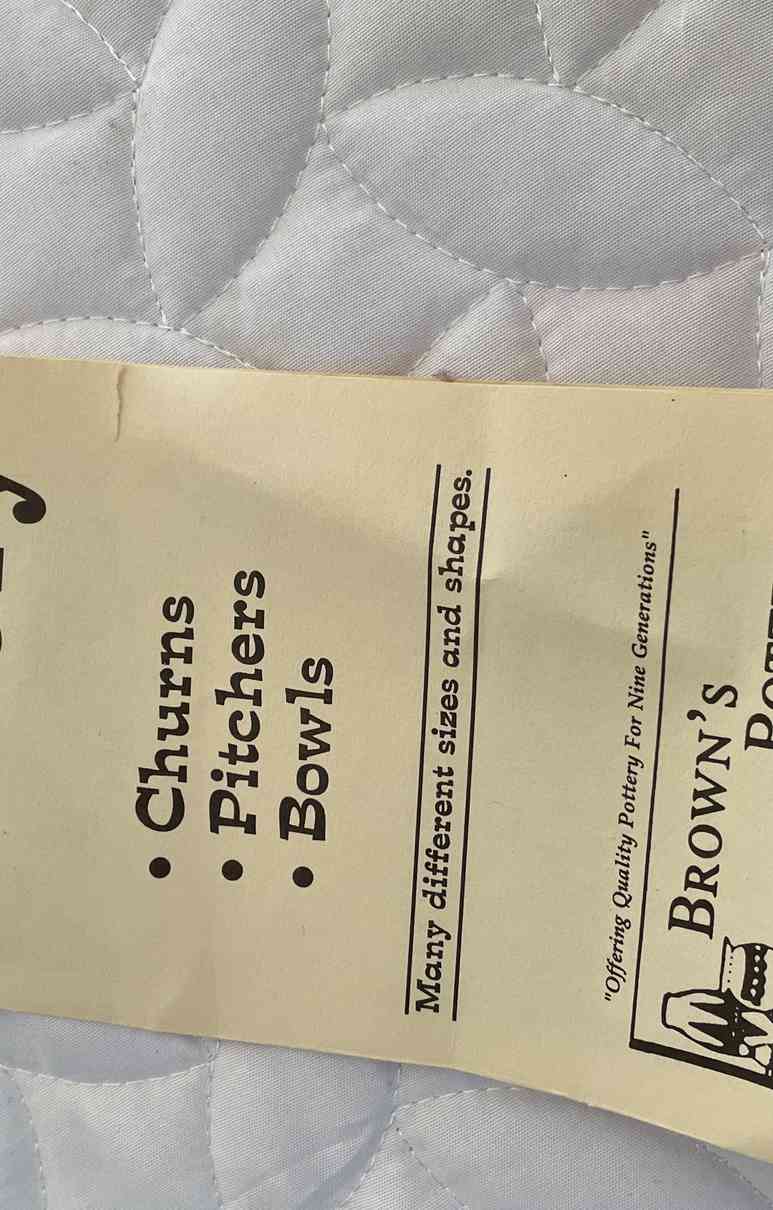 • Churns
• Pitchers
• Bowls
Many different sizes and shapes.
"Offering Quality Pottery For Nine Generations"
BROWN'S